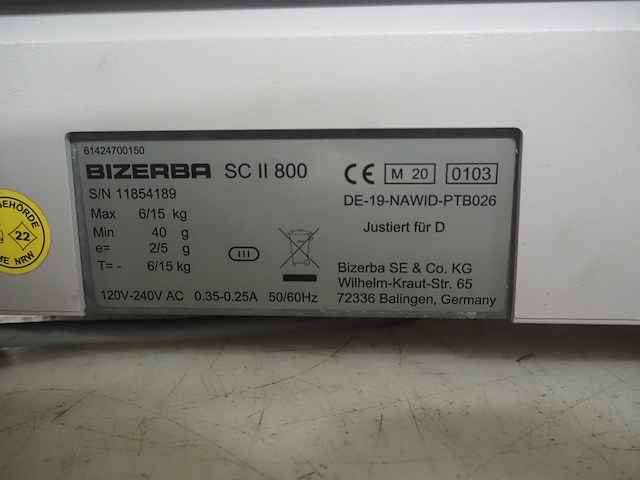 61424700150
BIZERBA SC II 800
S/N 11854189
Max 6/15 kg
Min 40 g
e= 2/5 g
T= - 6/15 kg
120V-240V AC 0.35-0.25A 50/60Hz
III
CE M 20 0103
DE-19-NAWID-PTB026
Justiert für D
Bizerba SE & Co. KG
Wilhelm-Kraut-Str. 65
72336 Balingen, Germany
22
NRW